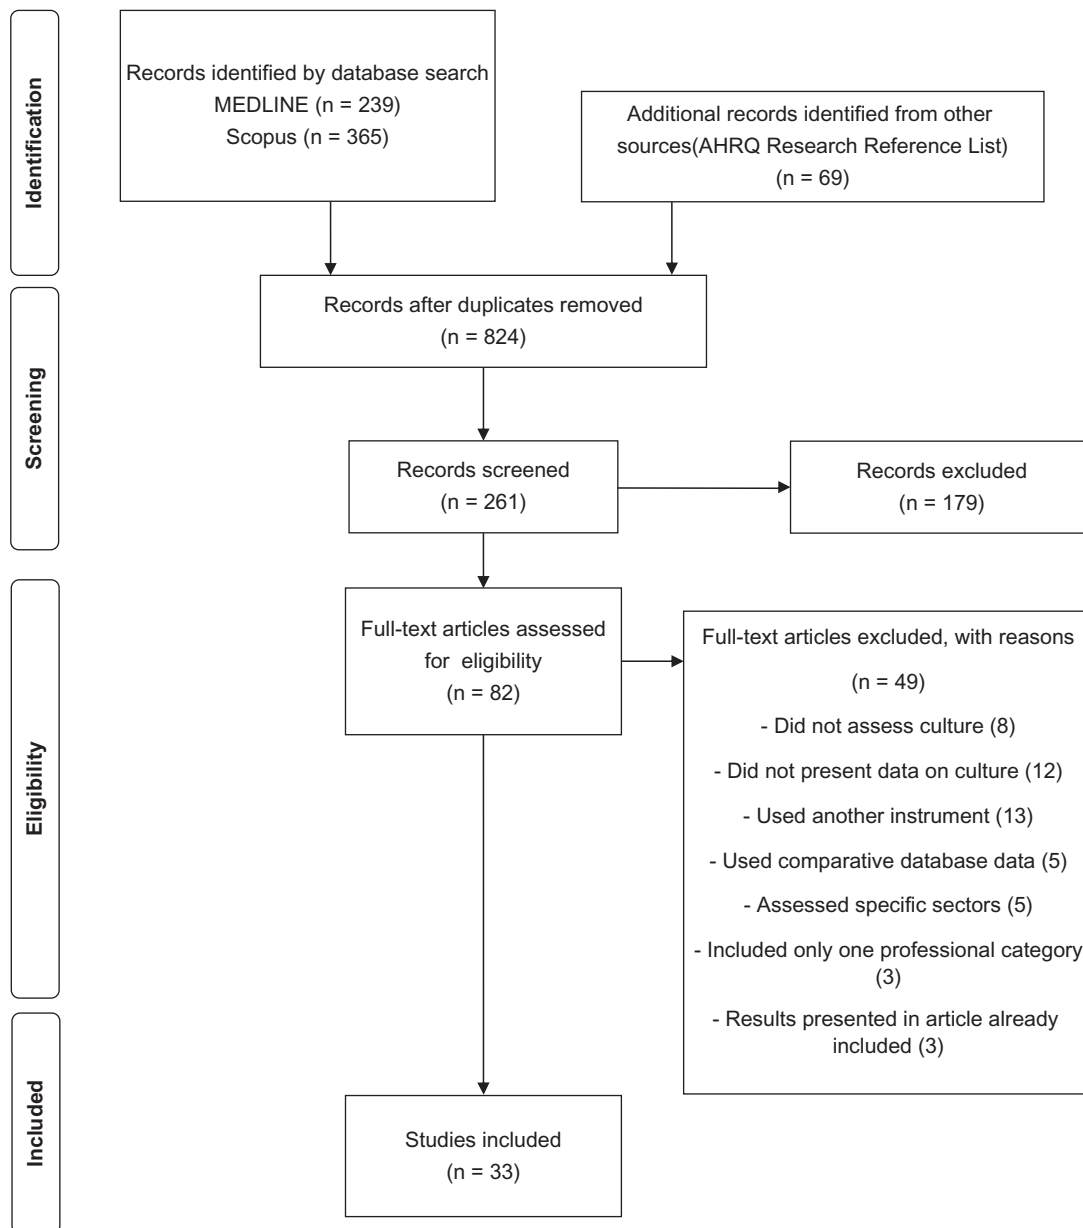 Identification
Records identified by database search
MEDLINE (n = 239)
Scopus (n = 365)
Additional records identified from other
sources(AHRQ Research Reference List)
(n = 69)
Screening
Records after duplicates removed
(n = 824)
Records screened
(n = 261)
Records excluded
(n = 179)
Eligibility
Full-text articles assessed
for eligibility
(n = 82)
Full-text articles excluded, with reasons
(n = 49)
- Did not assess culture (8)
- Did not present data on culture (12)
- Used another instrument (13)
- Used comparative database data (5)
- Assessed specific sectors (5)
- Included only one professional category
(3)
- Results presented in article already
included (3)
Included
Studies included
(n = 33)